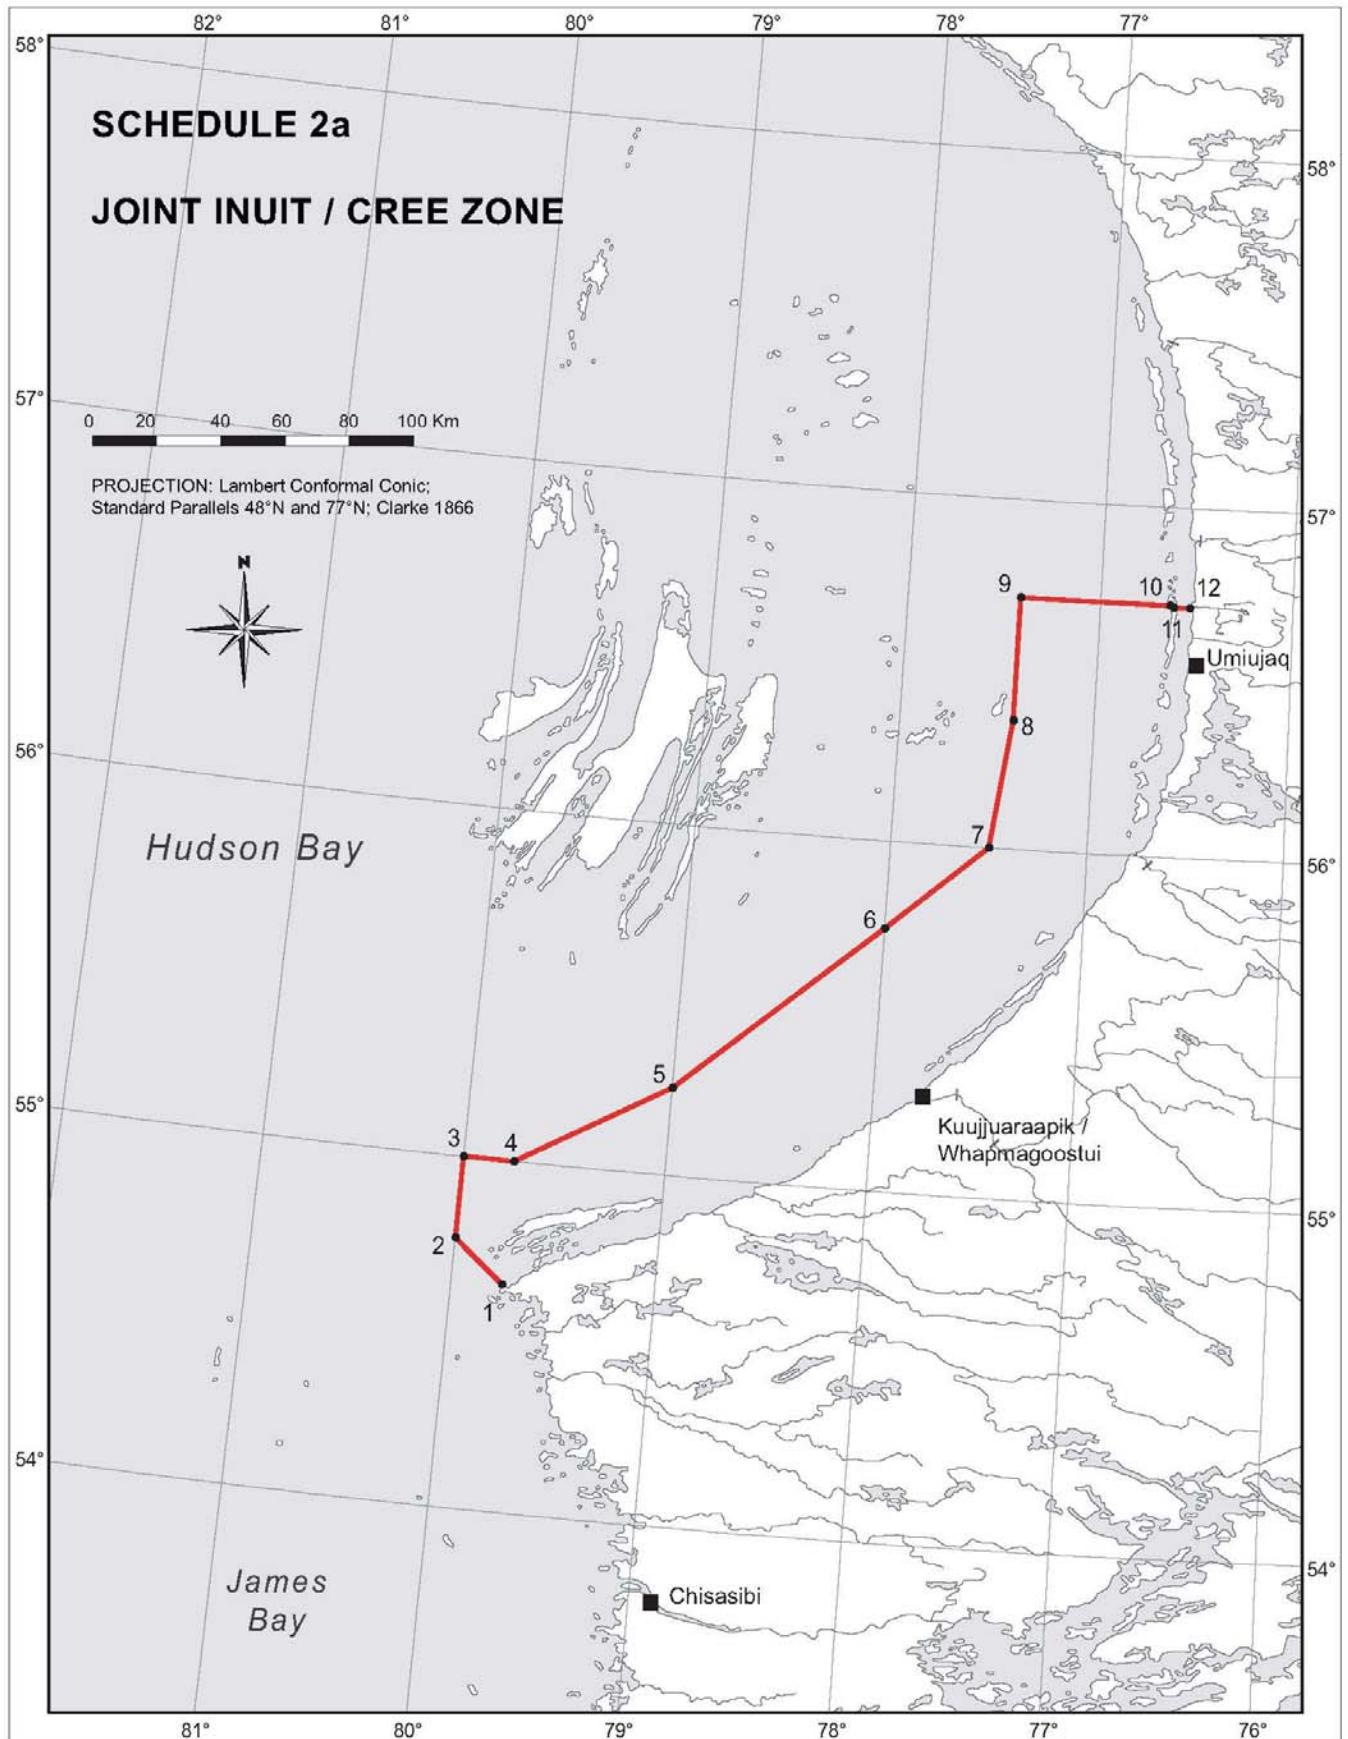 82° 81° 80° 79° 78° 77°
58°
SCHEDULE 2a
58°
JOINT INUIT / CREE ZONE
57°
0 20 40 60 80 100 Km
PROJECTION: Lambert Conformal Conic;
Standard Parallels 48°N and 77°N; Clarke 1866
57°
N
9 10 12
11
Umiujaq
8
56°
7
Hudson Bay
56°
6
5
55°
Kuujjuaraapik /
Whapmagoostui
3 4
55°
2
1
54°
54°
James
Bay
Chisasibi
81° 80° 79° 78° 77° 76°